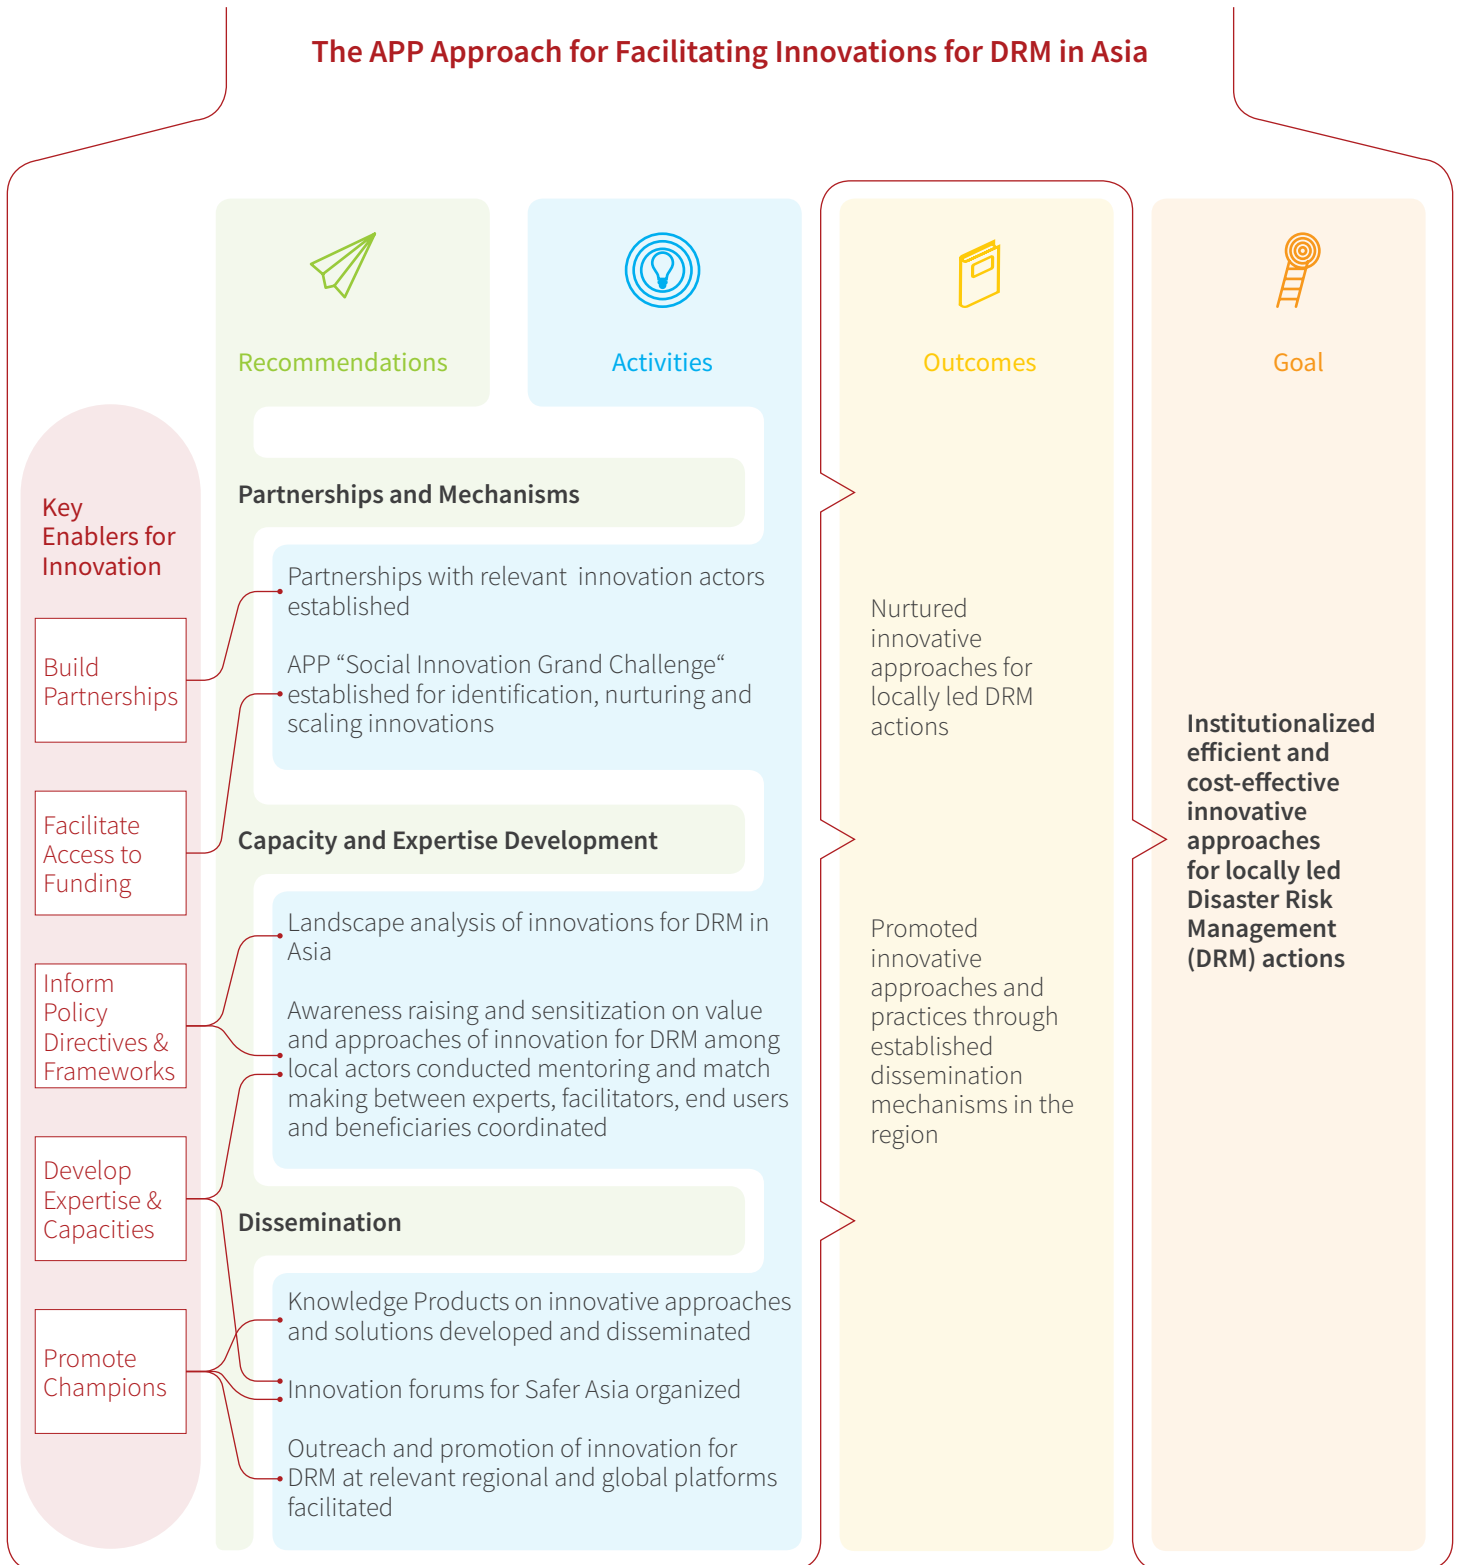 The APP Approach for Facilitating Innovations for DRM in Asia
Recommendations
Activities
Outcomes
Goal
Key
Enablers for
Innovation
Build
Partnerships
Facilitate
Access to
Funding
Inform
Policy
Directives &
Frameworks
Develop
Expertise &
Capacities
Promote
Champions
Partnerships and Mechanisms
Partnerships with relevant  innovation actors
established
APP “Social Innovation Grand Challenge“
established for identification, nurturing and
scaling innovations
Capacity and Expertise Development
Landscape analysis of innovations for DRM in
Asia
Awareness raising and sensitization on value
and approaches of innovation for DRM among
local actors conducted mentoring and match
making between experts, facilitators, end users
and beneficiaries coordinated
Dissemination
Knowledge Products on innovative approaches
and solutions developed and disseminated
Innovation forums for Safer Asia organized
Outreach and promotion of innovation for
DRM at relevant regional and global platforms
facilitated
Nurtured
innovative
approaches for
locally led DRM
actions
Promoted
innovative
approaches and
practices through
established
dissemination
mechanisms in the
region
Institutionalized
efficient and
cost-effective
innovative
approaches
for locally led
Disaster Risk
Management
(DRM) actions